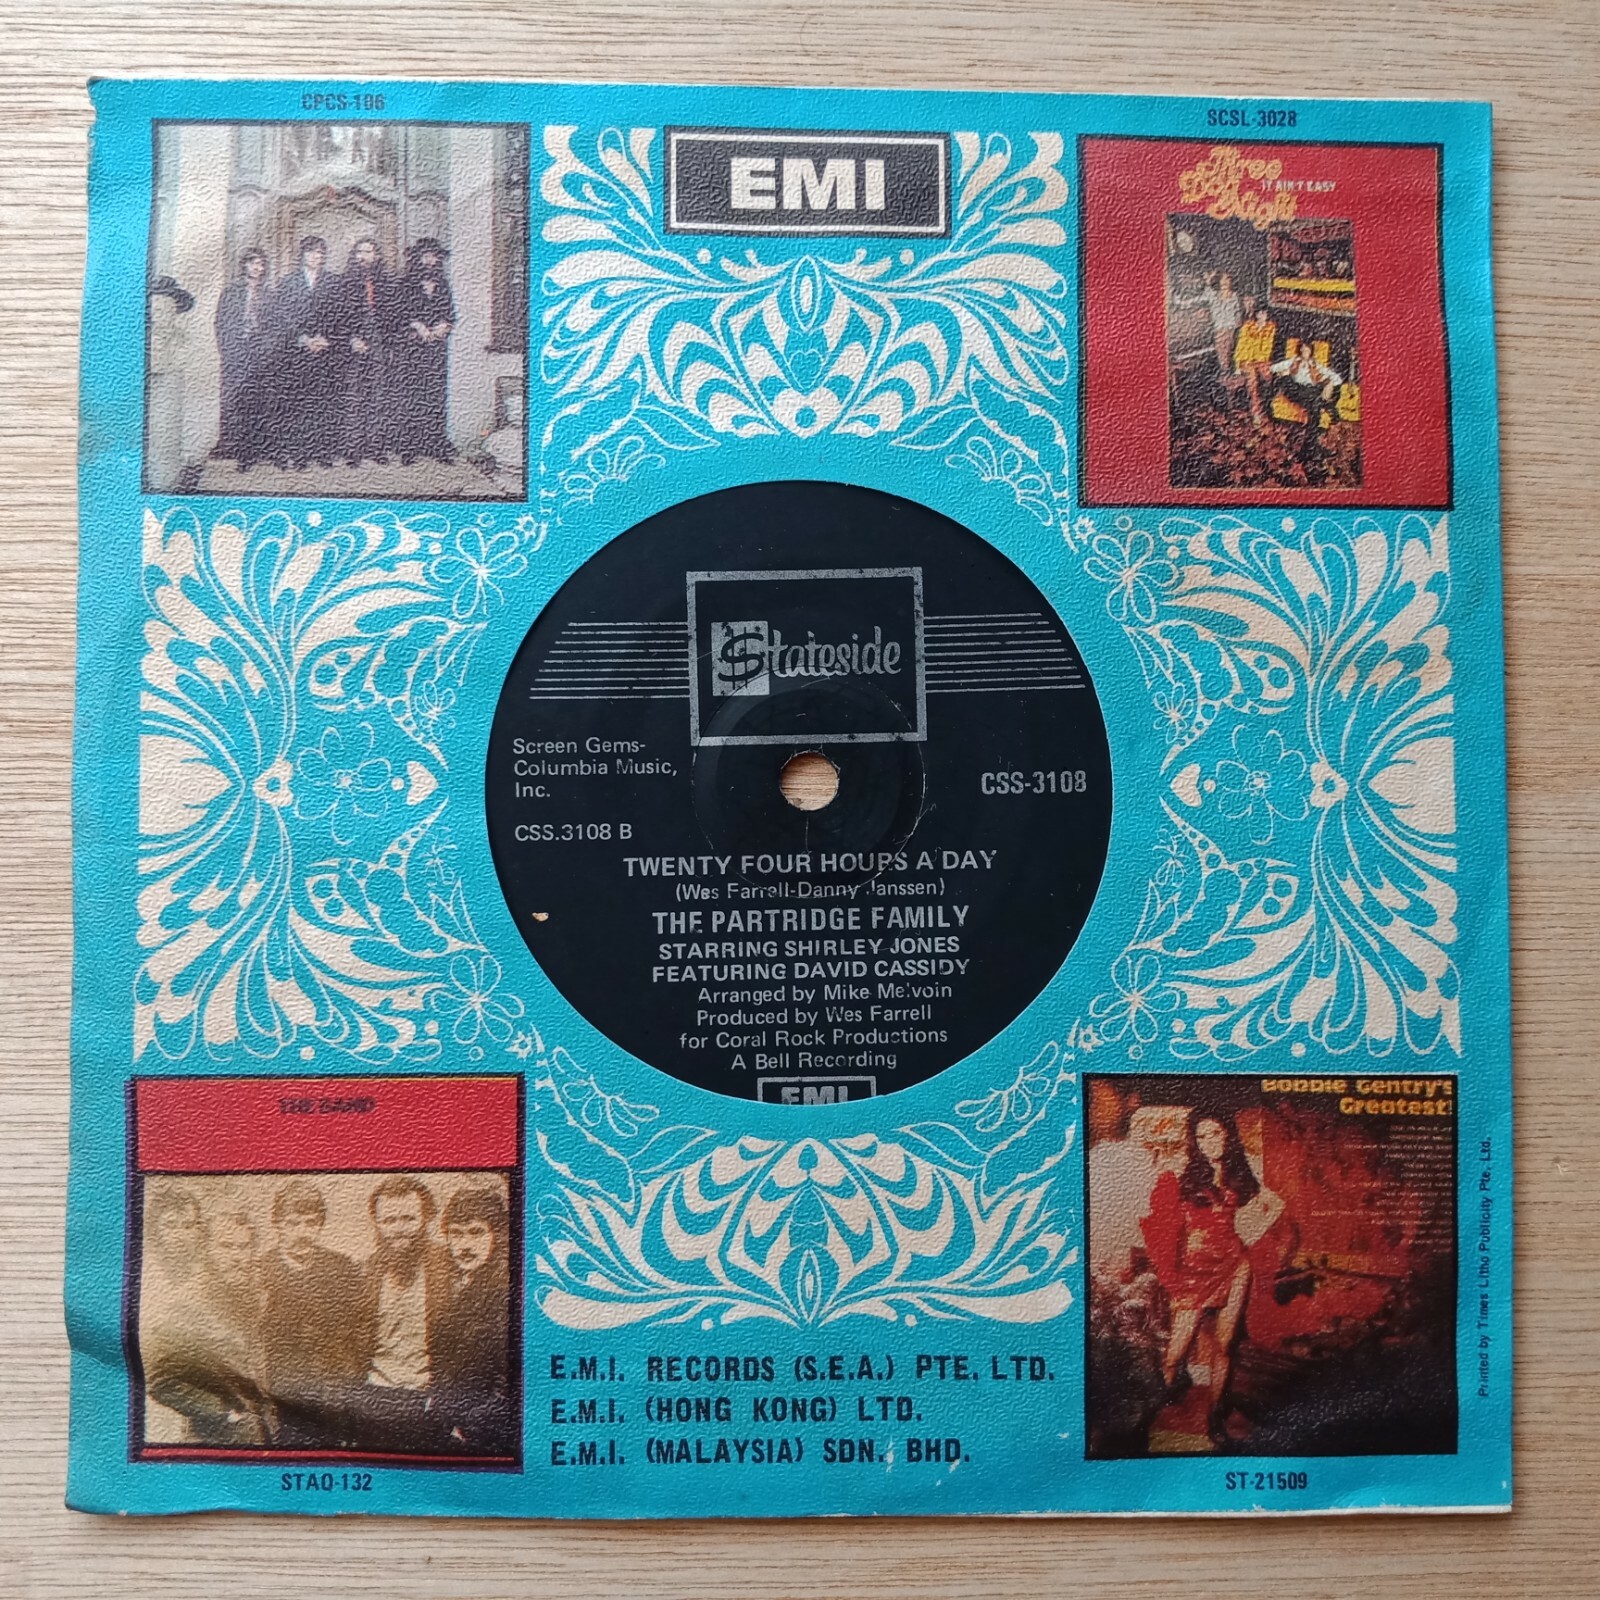 CPCS-106
SCSL-3028
EMI
Three
Dog Night
IT AIN'T EASY
Stateside
Screen Gems-
Columbia Music,
Inc.
CSS-3108
CSS.3108 B
TWENTY FOUR HOURS A DAY
(Wes Farrell-Danny Janssen)
THE PARTRIDGE FAMILY
STARRING SHIRLEY JONES
FEATURING DAVID CASSIDY
Arranged by Mike Melvoin
Produced by Wes Farrell
for Coral Rock Productions
A Bell Recording
EMI
THE BAND
Bobbie Gentry's
Greatest!
Printed by Times Litho Publicity Pte. Ltd.
E.M.I. RECORDS (S.E.A.) PTE. LTD.
E.M.I. (HONG KONG) LTD.
E.M.I. (MALAYSIA) SDN. BHD.
STAO-132
ST-21509